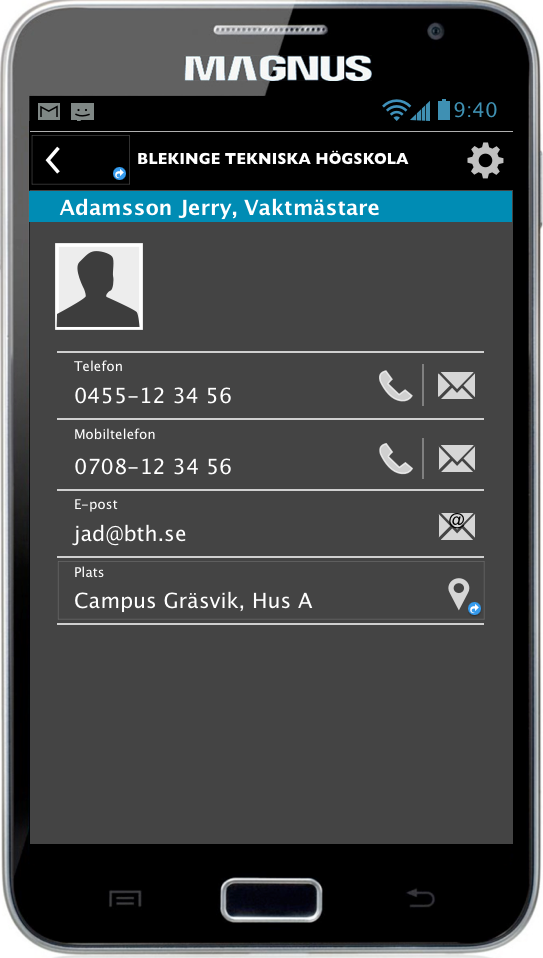 MAGNUS
9:40
BLEKINGE TEKNISKA HÖGSKOLA
Adamsson Jerry, Vaktmästare
Telefon
0455-12 34 56
Mobiltelefon
0708-12 34 56
E-post
jad@bth.se
@
Plats
Campus Gräsvik, Hus A